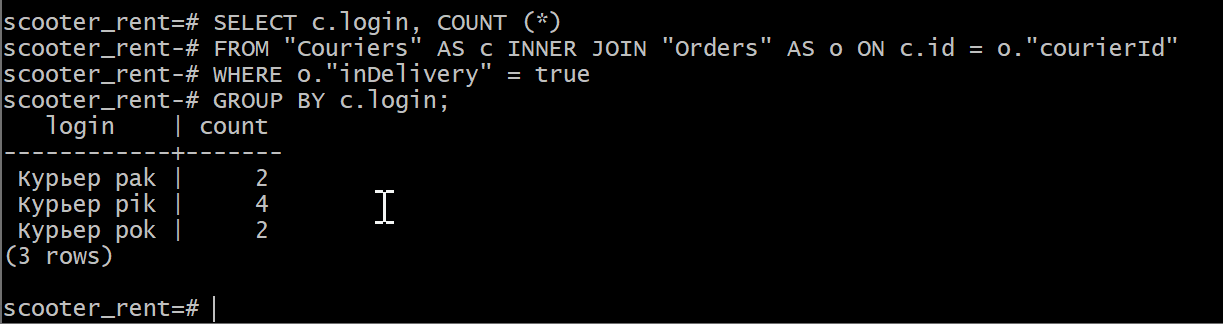 scooter_rent=# SELECT c.login, COUNT (*)
scooter_rent-# FROM "Couriers" AS c INNER JOIN "Orders" AS o ON c.id = o."courierId"
scooter_rent-# WHERE o."inDelivery" = true
scooter_rent-# GROUP BY c.login;
   login    | count
------------+-------
 Курьер pak |     2
 Курьер pik |     4
 Курьер pok |     2
(3 rows)

scooter_rent=#